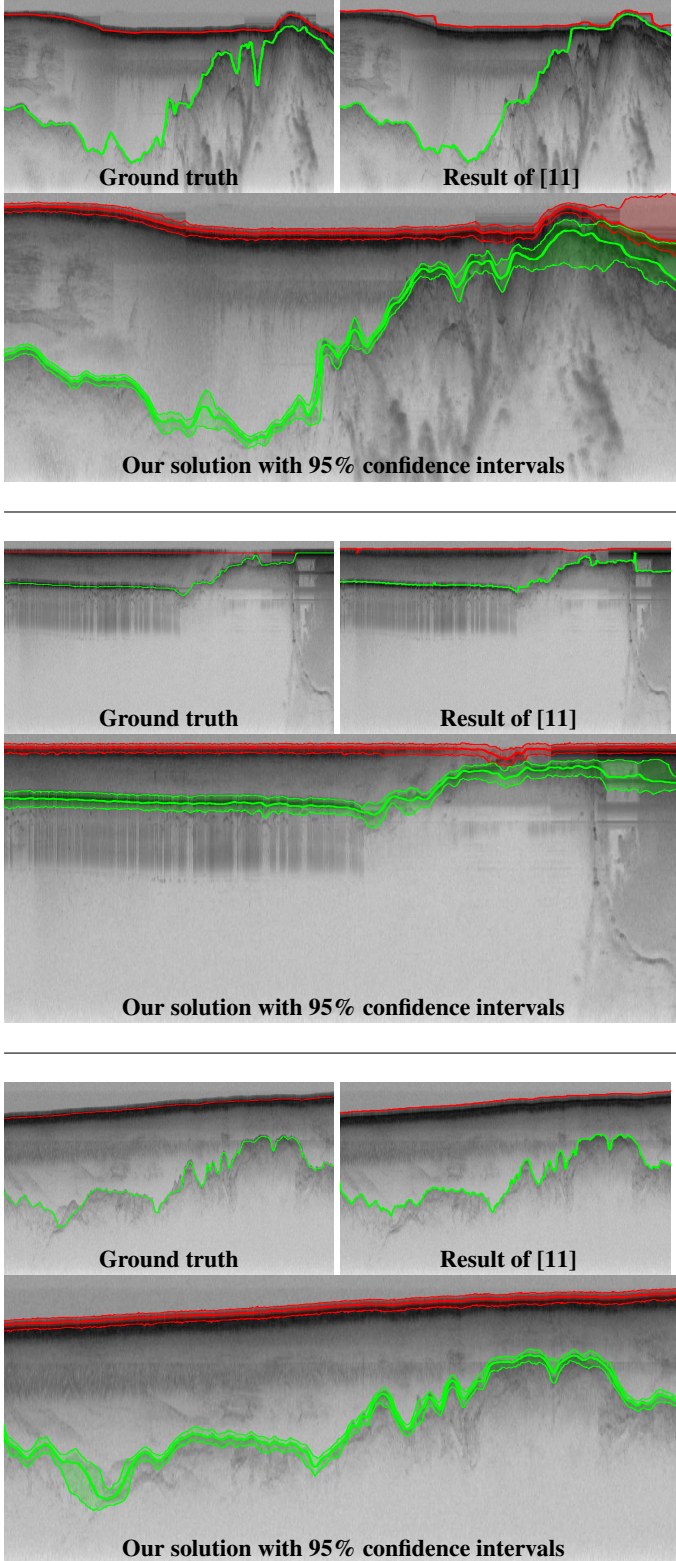 Ground truth
Result of [11]
Our solution with 95% confidence intervals
Ground truth
Result of [11]
Our solution with 95% confidence intervals
Ground truth
Result of [11]
Our solution with 95% confidence intervals